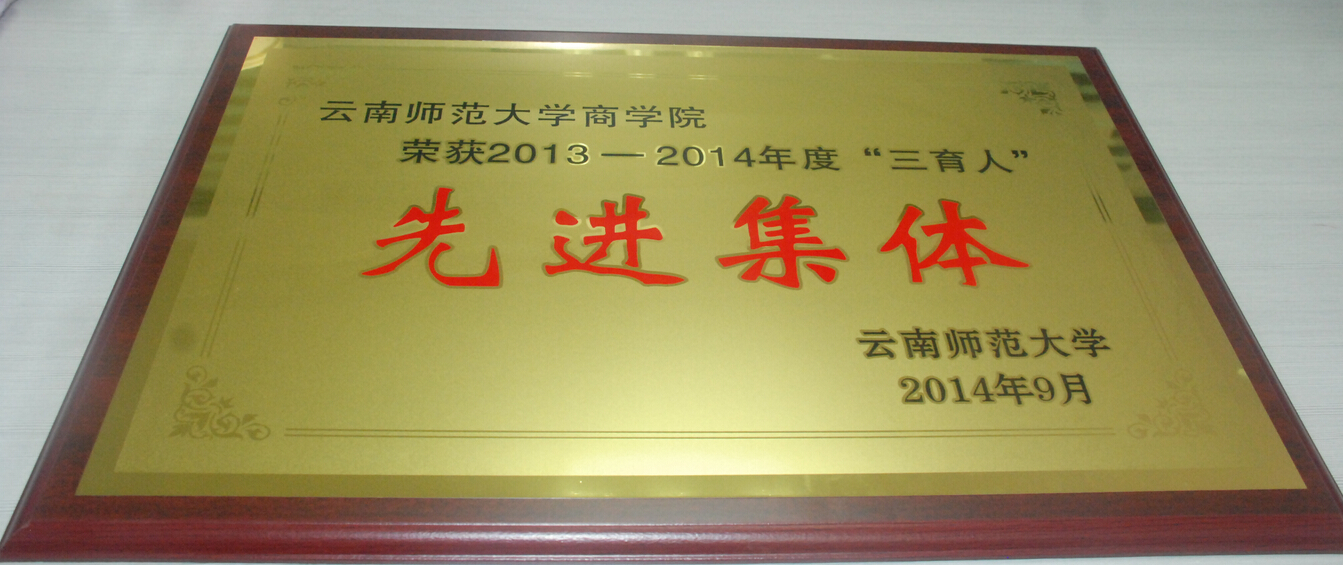 云南师范大学商学院
荣获2013—2014年度“三育人”
先进集体
云南师范大学
2014年9月